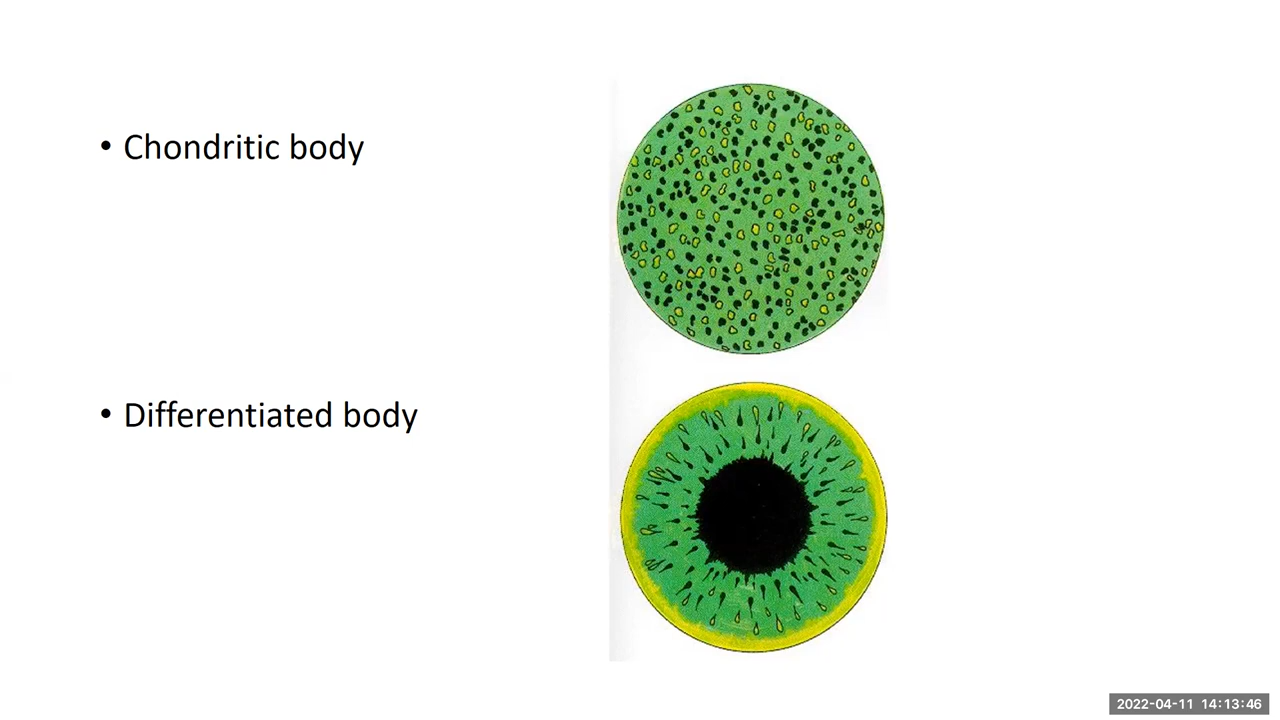 • Chondritic body
• Differentiated body
2022-04-11 14:13:46